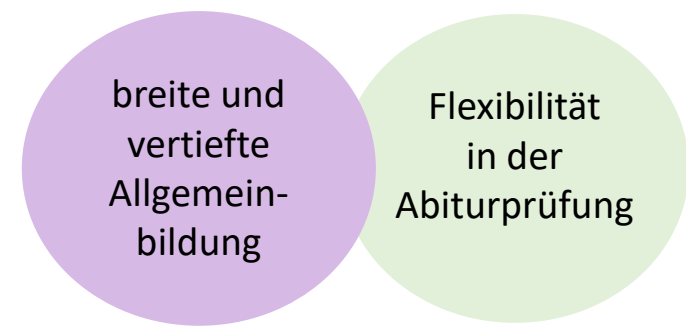 breite und
vertiefte
Allgemein-
bildung
Flexibilität
in der
Abiturprüfung